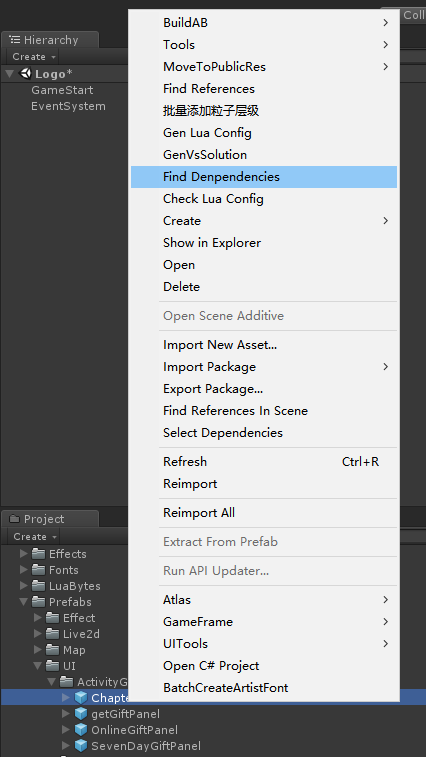 Coll
Hierarchy
Create
Logo*
GameStart
EventSystem
BuildAB
Tools
MoveToPublicRes
Find References
批量添加粒子层级
Gen Lua Config
GenVsSolution
Find Denpendencies
Check Lua Config
Create
Show in Explorer
Open
Delete
Open Scene Additive
Import New Asset...
Import Package
Export Package...
Find References In Scene
Select Dependencies
Refresh Ctrl+R
Reimport
Reimport All
Extract From Prefab
Run API Updater...
Atlas
GameFrame
UITools
Open C# Project
BatchCreateArtistFont
Project
Create
Effects
Fonts
LuaBytes
Prefabs
Effect
Live2d
Map
UI
ActivityG
Chapte
getGiftPanel
OnlineGiftPanel
SevenDayGiftPanel